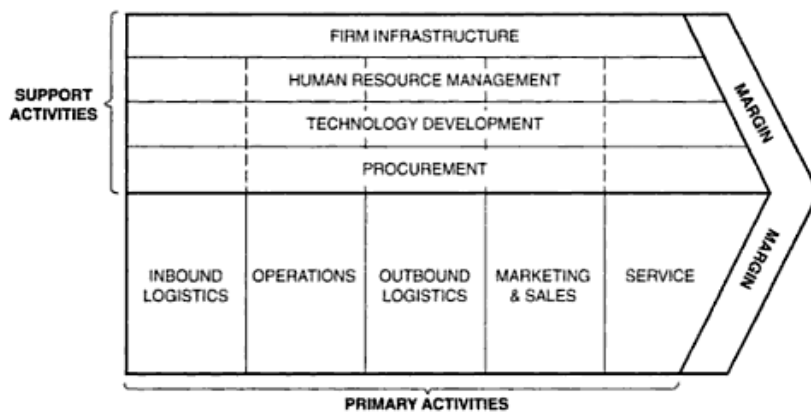 FIRM INFRASTRUCTURE
HUMAN RESOURCE MANAGEMENT
TECHNOLOGY DEVELOPMENT
PROCUREMENT
SUPPORT
ACTIVITIES
MARGIN
MARGIN
INBOUND
LOGISTICS
OPERATIONS
OUTBOUND
LOGISTICS
MARKETING
& SALES
SERVICE
PRIMARY ACTIVITIES